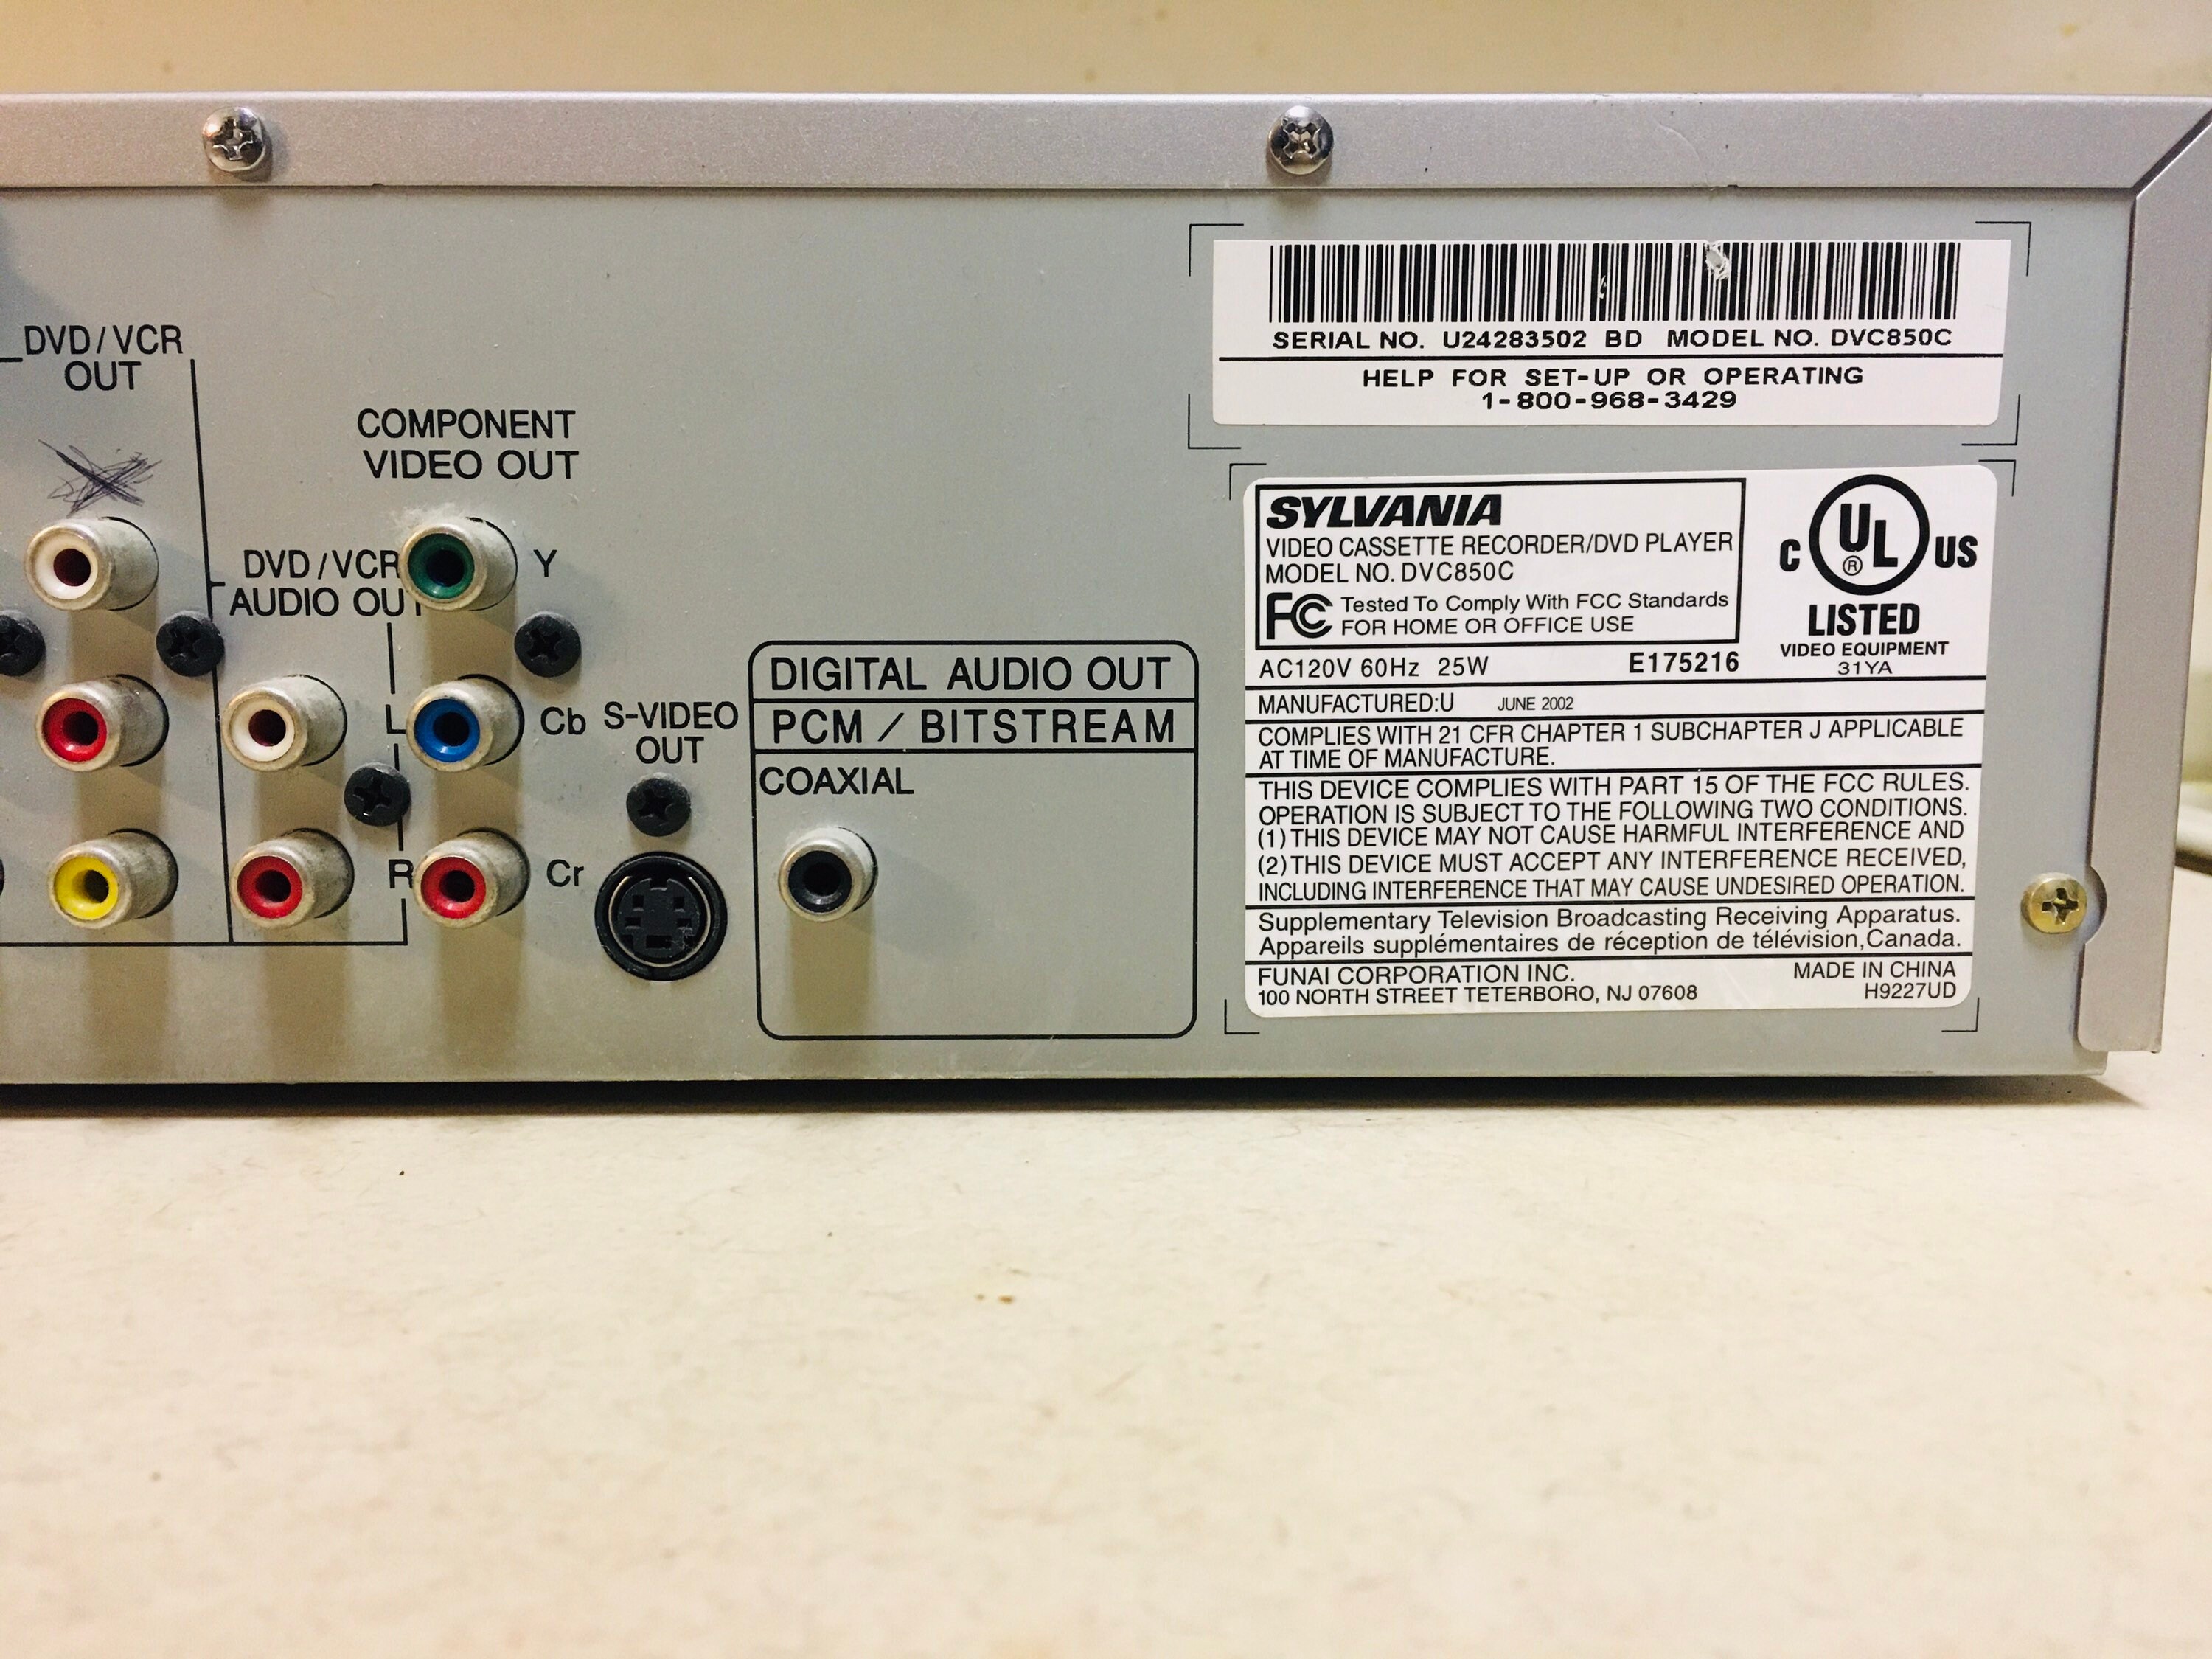 DVD/VCR
OUT
COMPONENT
VIDEO OUT
DVD/VCR
AUDIO OUT
Y
L
Cb
R
Cr
S-VIDEO
OUT
DIGITAL AUDIO OUT
PCM / BITSTREAM
COAXIAL
SERIAL NO. U24283502 BD MODEL NO. DVC850C
HELP FOR SET-UP OR OPERATING
1-800-968-3429
SYLVANIA
VIDEO CASSETTE RECORDER/DVD PLAYER
MODEL NO. DVC850C
FC Tested To Comply With FCC Standards
FOR HOME OR OFFICE USE
C UL ® US
LISTED
VIDEO EQUIPMENT
31YA
AC120V 60Hz 25W E175216
MANUFACTURED:U JUNE 2002
COMPLIES WITH 21 CFR CHAPTER 1 SUBCHAPTER J APPLICABLE
AT TIME OF MANUFACTURE.
THIS DEVICE COMPLIES WITH PART 15 OF THE FCC RULES.
OPERATION IS SUBJECT TO THE FOLLOWING TWO CONDITIONS.
(1) THIS DEVICE MAY NOT CAUSE HARMFUL INTERFERENCE AND
(2) THIS DEVICE MUST ACCEPT ANY INTERFERENCE RECEIVED,
INCLUDING INTERFERENCE THAT MAY CAUSE UNDESIRED OPERATION.
Supplementary Television Broadcasting Receiving Apparatus.
Appareils supplémentaires de réception de télévision,Canada.
FUNAI CORPORATION INC. MADE IN CHINA
100 NORTH STREET TETERBORO, NJ 07608 H9227UD